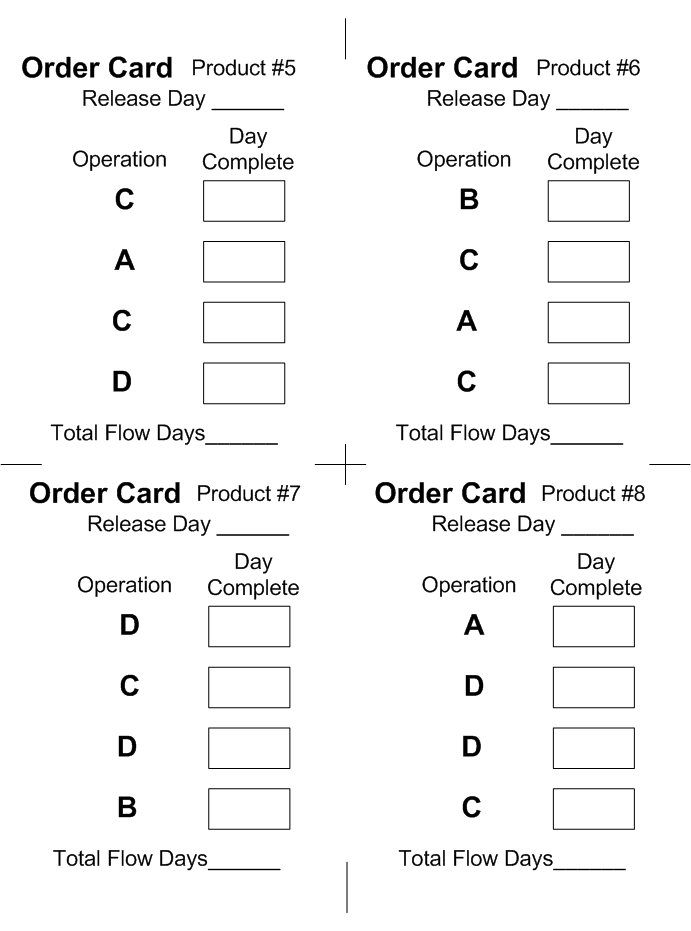 Order Card Product #5
Release Day ______
Operation Day Complete
C
A
C
D
Total Flow Days______
Order Card Product #6
Release Day ______
Operation Day Complete
B
C
A
C
Total Flow Days______
Order Card Product #7
Release Day ______
Operation Day Complete
D
C
D
B
Total Flow Days______
Order Card Product #8
Release Day ______
Operation Day Complete
A
D
D
C
Total Flow Days______